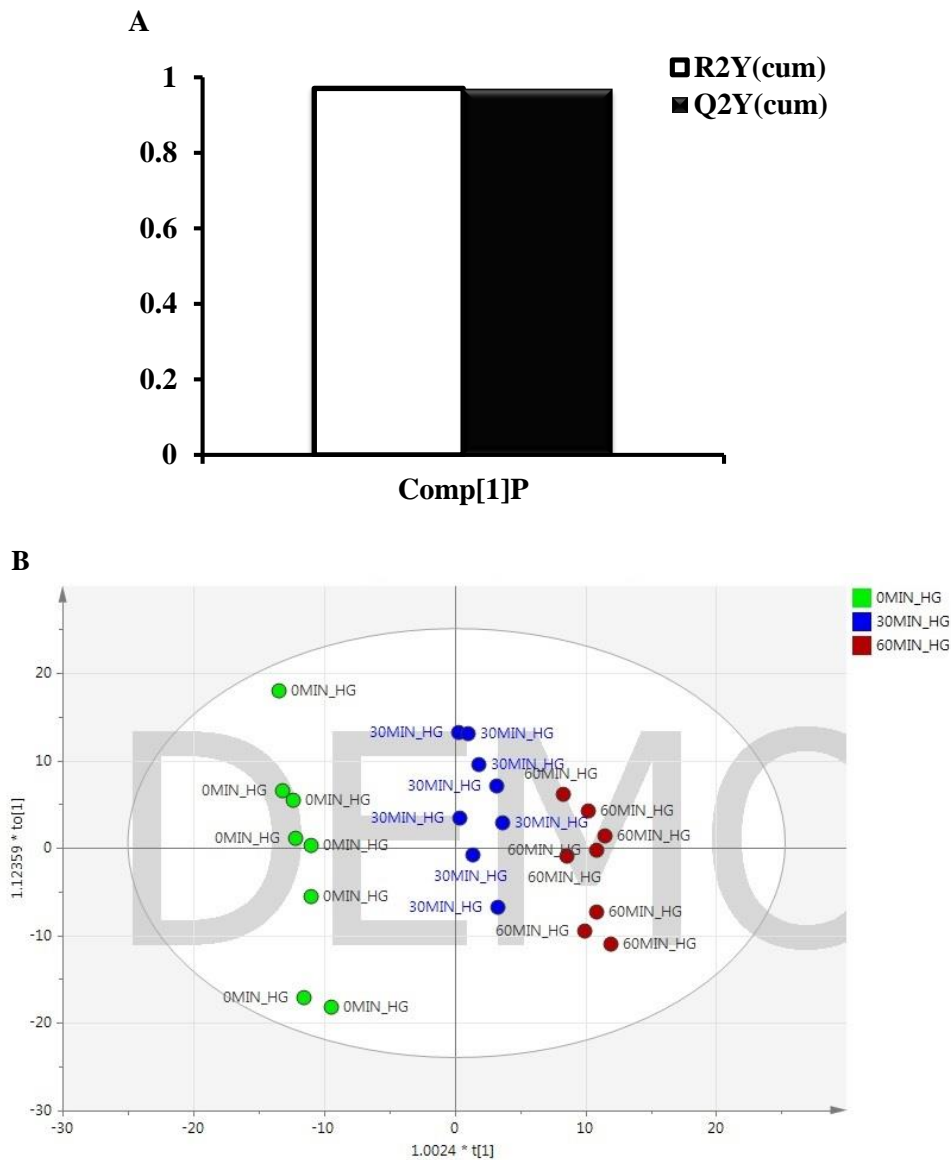 A
R2Y(cum)
Q2Y(cum)
1
0.8
0.6
0.4
0.2
0
Comp[1]P
B
0MIN_HG
30MIN_HG
60MIN_HG
DEMO
20
10
0
-10
-20
-30
1.12359 * to[1]
0MIN_HG
30MIN_HG 30MIN_HG
30MIN_HG
60MIN_HG
30MIN_HG
0MIN_HG
0MIN_HG
60MIN_HG
30MIN_HG
30MIN_HG
60MIN_HG
0MIN_HG
0MIN_HG
60MIN_HG
30MIN_HG
60MIN_HG
0MIN_HG
30MIN_HG
60MIN_HG
60MIN_HG
60MIN_HG
0MIN_HG
0MIN_HG
-30 -20 -10 0 10 20
1.0024 * t[1]